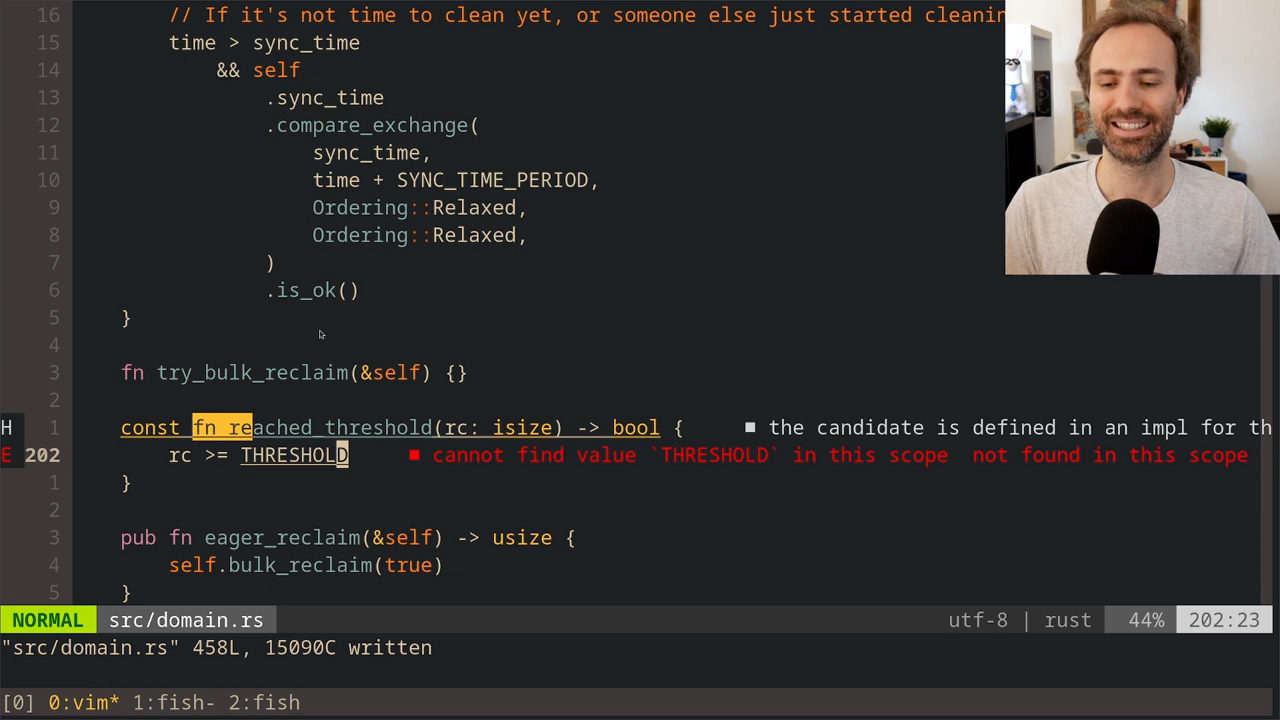 16 // If it's not time to clean yet, or someone else just started cleanin
15 time > sync_time
14 && self
13 .sync_time
12 .compare_exchange(
11 sync_time,
10 time + SYNC_TIME_PERIOD,
9 Ordering::Relaxed,
8 Ordering::Relaxed,
7 )
6 .is_ok()
5 }
4
3 fn try_bulk_reclaim(&self) {}
2
H 1 const fn reached_threshold(rc: isize) -> bool { ■ the candidate is defined in an impl for th
E 202 rc >= THRESHOLD ■ cannot find value `THRESHOLD` in this scope  not found in this scope
1 }
2
3 pub fn eager_reclaim(&self) -> usize {
4 self.bulk_reclaim(true)
5 }
NORMAL src/domain.rs utf-8 | rust 44% 202:23
"src/domain.rs" 458L, 15090C written
[0] 0:vim* 1:fish- 2:fish